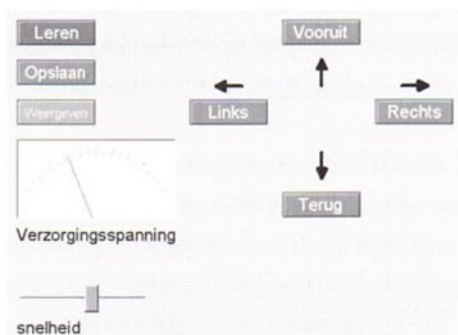 Leren
Vooruit
Opslaan
Weergeven
Links
Rechts
Terug
Verzorgingsspanning
snelheid